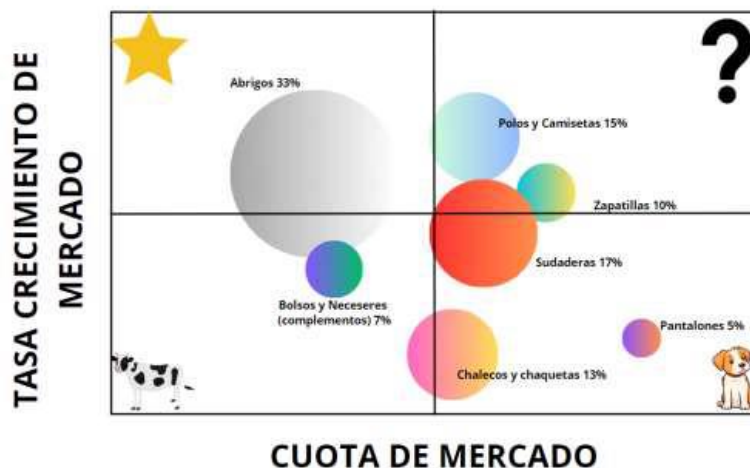 TASA CRECIMIENTO DE
MERCADO
Abrigos 33%
?
Polos y Camisetas 15%
Zapatillas 10%
Sudaderas 17%
Bolsos y Neceseres
(complementos) 7%
Pantalones 5%
Chalecos y chaquetas 13%
CUOTA DE MERCADO